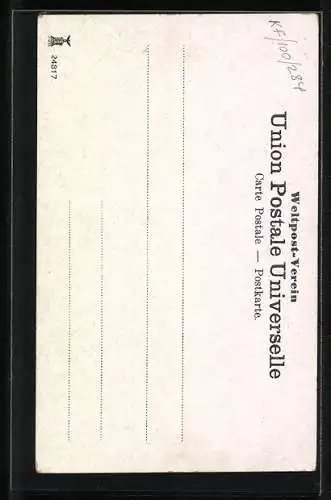 KF/100/284
Weltpost-Verein
Union Postale Universelle
Carte Postale — Postkarte.
24817